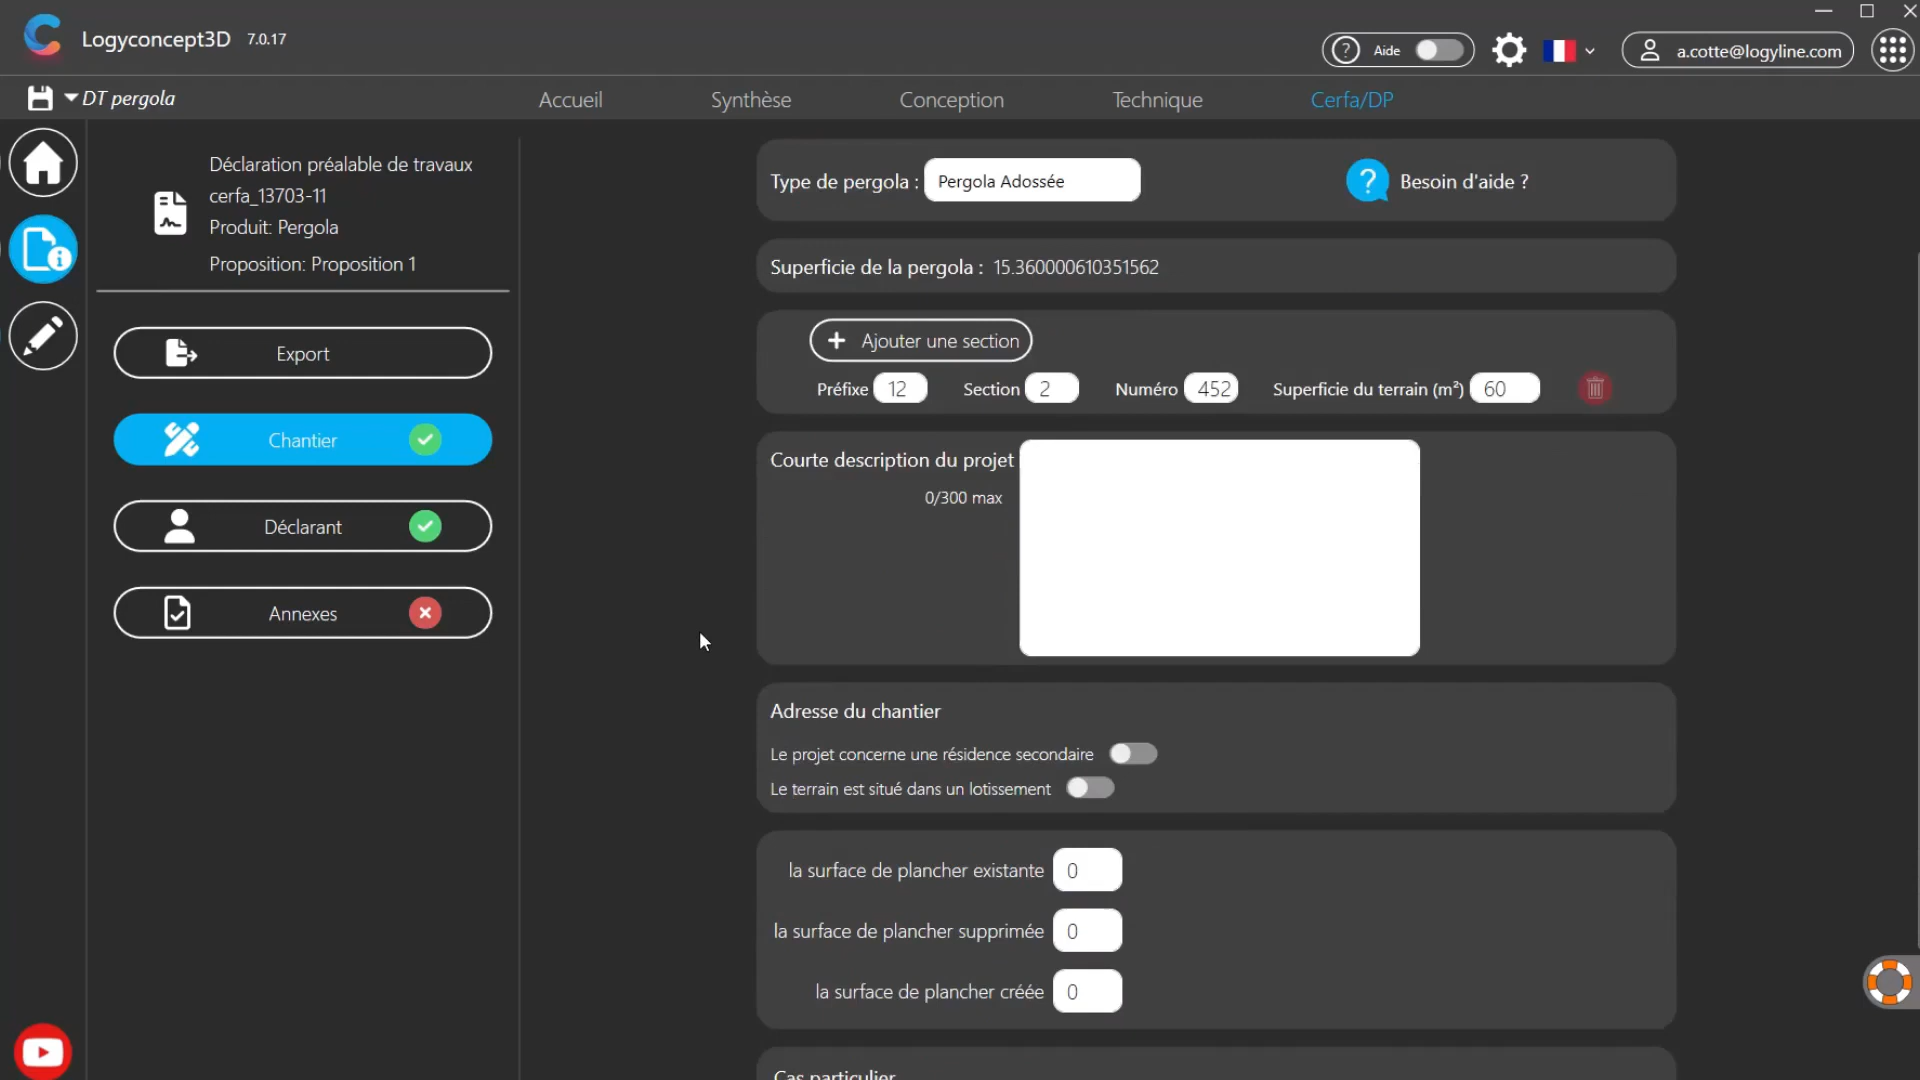 Logyconcept3D 7.0.17
Aide
a.cotte@logyline.com
DT pergola
Accueil
Synthèse
Conception
Technique
Cerfa/DP
Déclaration préalable de travaux
cerfa_13703-11
Produit: Pergola
Proposition: Proposition 1
Export
Chantier
Déclarant
Annexes
Type de pergola : Pergola Adossée
? Besoin d'aide ?
Superficie de la pergola : 15.360000610351562
+ Ajouter une section
Préfixe 12 Section 2 Numéro 452 Superficie du terrain (m²) 60
Courte description du projet
0/300 max
Adresse du chantier
Le projet concerne une résidence secondaire
Le terrain est situé dans un lotissement
la surface de plancher existante 0
la surface de plancher supprimée 0
la surface de plancher créée 0
Cas particulier